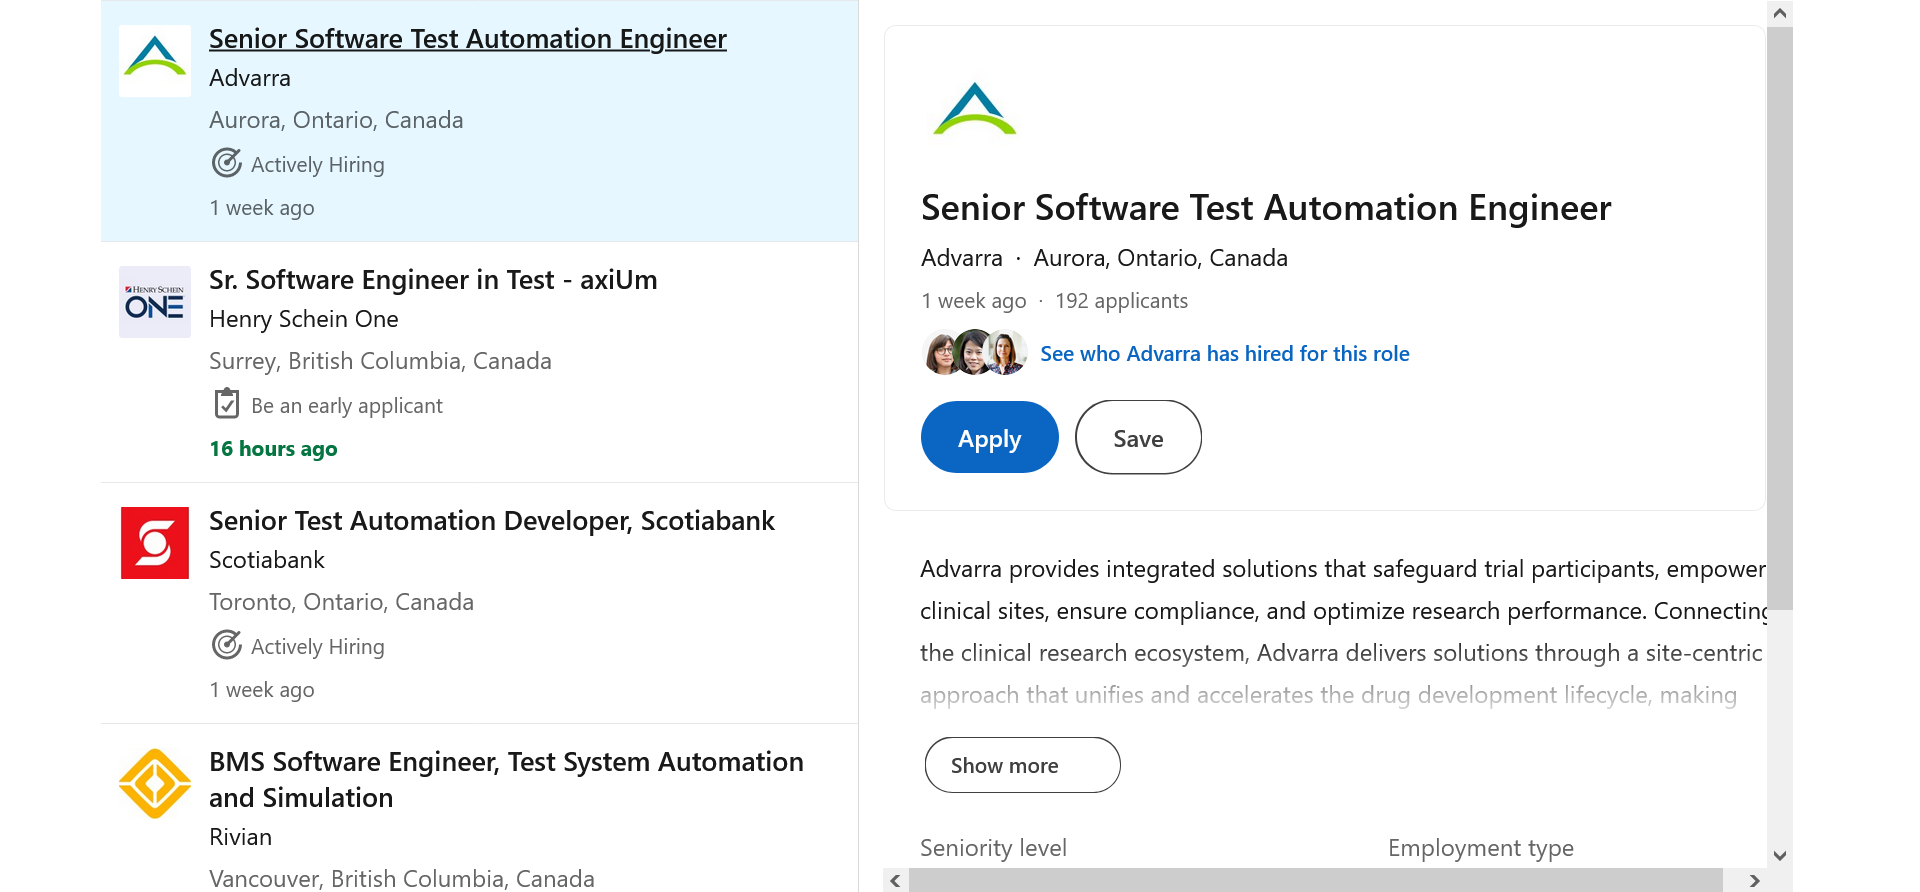 Senior Software Test Automation Engineer
Advarra
Aurora, Ontario, Canada
Actively Hiring
1 week ago
HENRY SCHEIN
ONE
Sr. Software Engineer in Test - axiUm
Henry Schein One
Surrey, British Columbia, Canada
Be an early applicant
16 hours ago
Senior Test Automation Developer, Scotiabank
Scotiabank
Toronto, Ontario, Canada
Actively Hiring
1 week ago
BMS Software Engineer, Test System Automation
and Simulation
Rivian
Vancouver, British Columbia, Canada
Senior Software Test Automation Engineer
Advarra · Aurora, Ontario, Canada
1 week ago · 192 applicants
See who Advarra has hired for this role
Apply Save
Advarra provides integrated solutions that safeguard trial participants, empower
clinical sites, ensure compliance, and optimize research performance. Connecting
the clinical research ecosystem, Advarra delivers solutions through a site-centric
approach that unifies and accelerates the drug development lifecycle, making
Show more
Seniority level Employment type